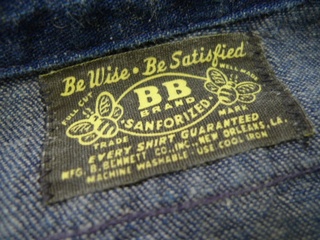 Be Wise • Be Satisfied
FULL CUT
WELL MADE
BB
BRAND
SANFORIZED
TRADE MARK
EVERY SHIRT GUARANTEED
MFG. B. BENNETT CO., INC., NEW ORLEANS, LA.
MACHINE WASHABLE · USE COOL IRON.